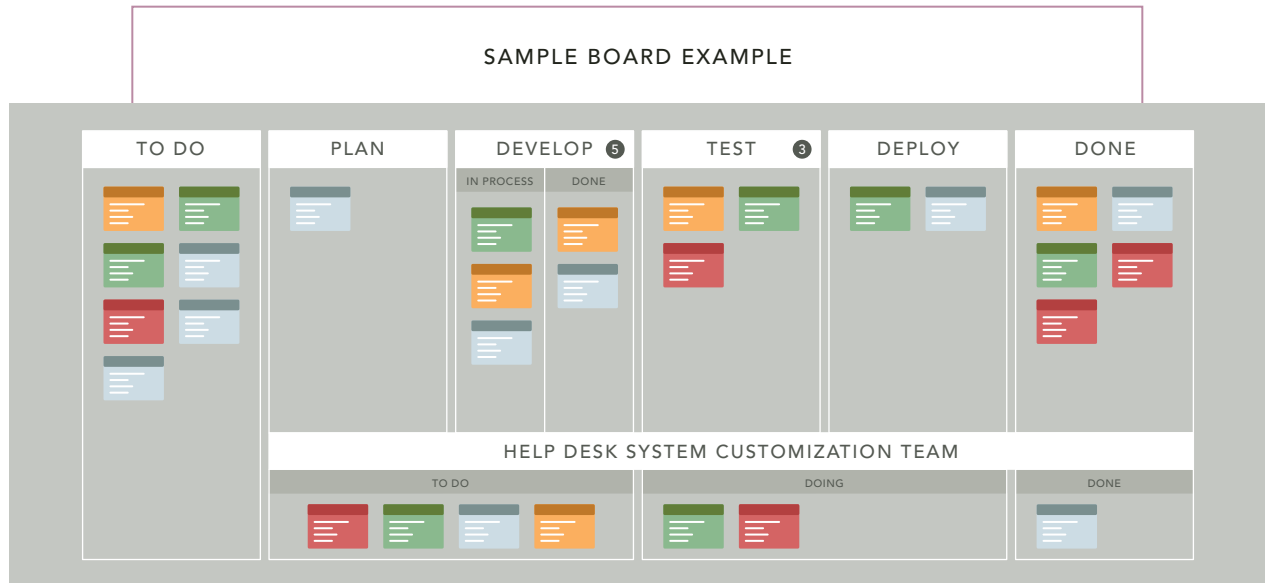 SAMPLE BOARD EXAMPLE
TO DO
PLAN
DEVELOP 5
TEST 3
DEPLOY
DONE
IN PROCESS
DONE
HELP DESK SYSTEM CUSTOMIZATION TEAM
TO DO
DOING
DONE